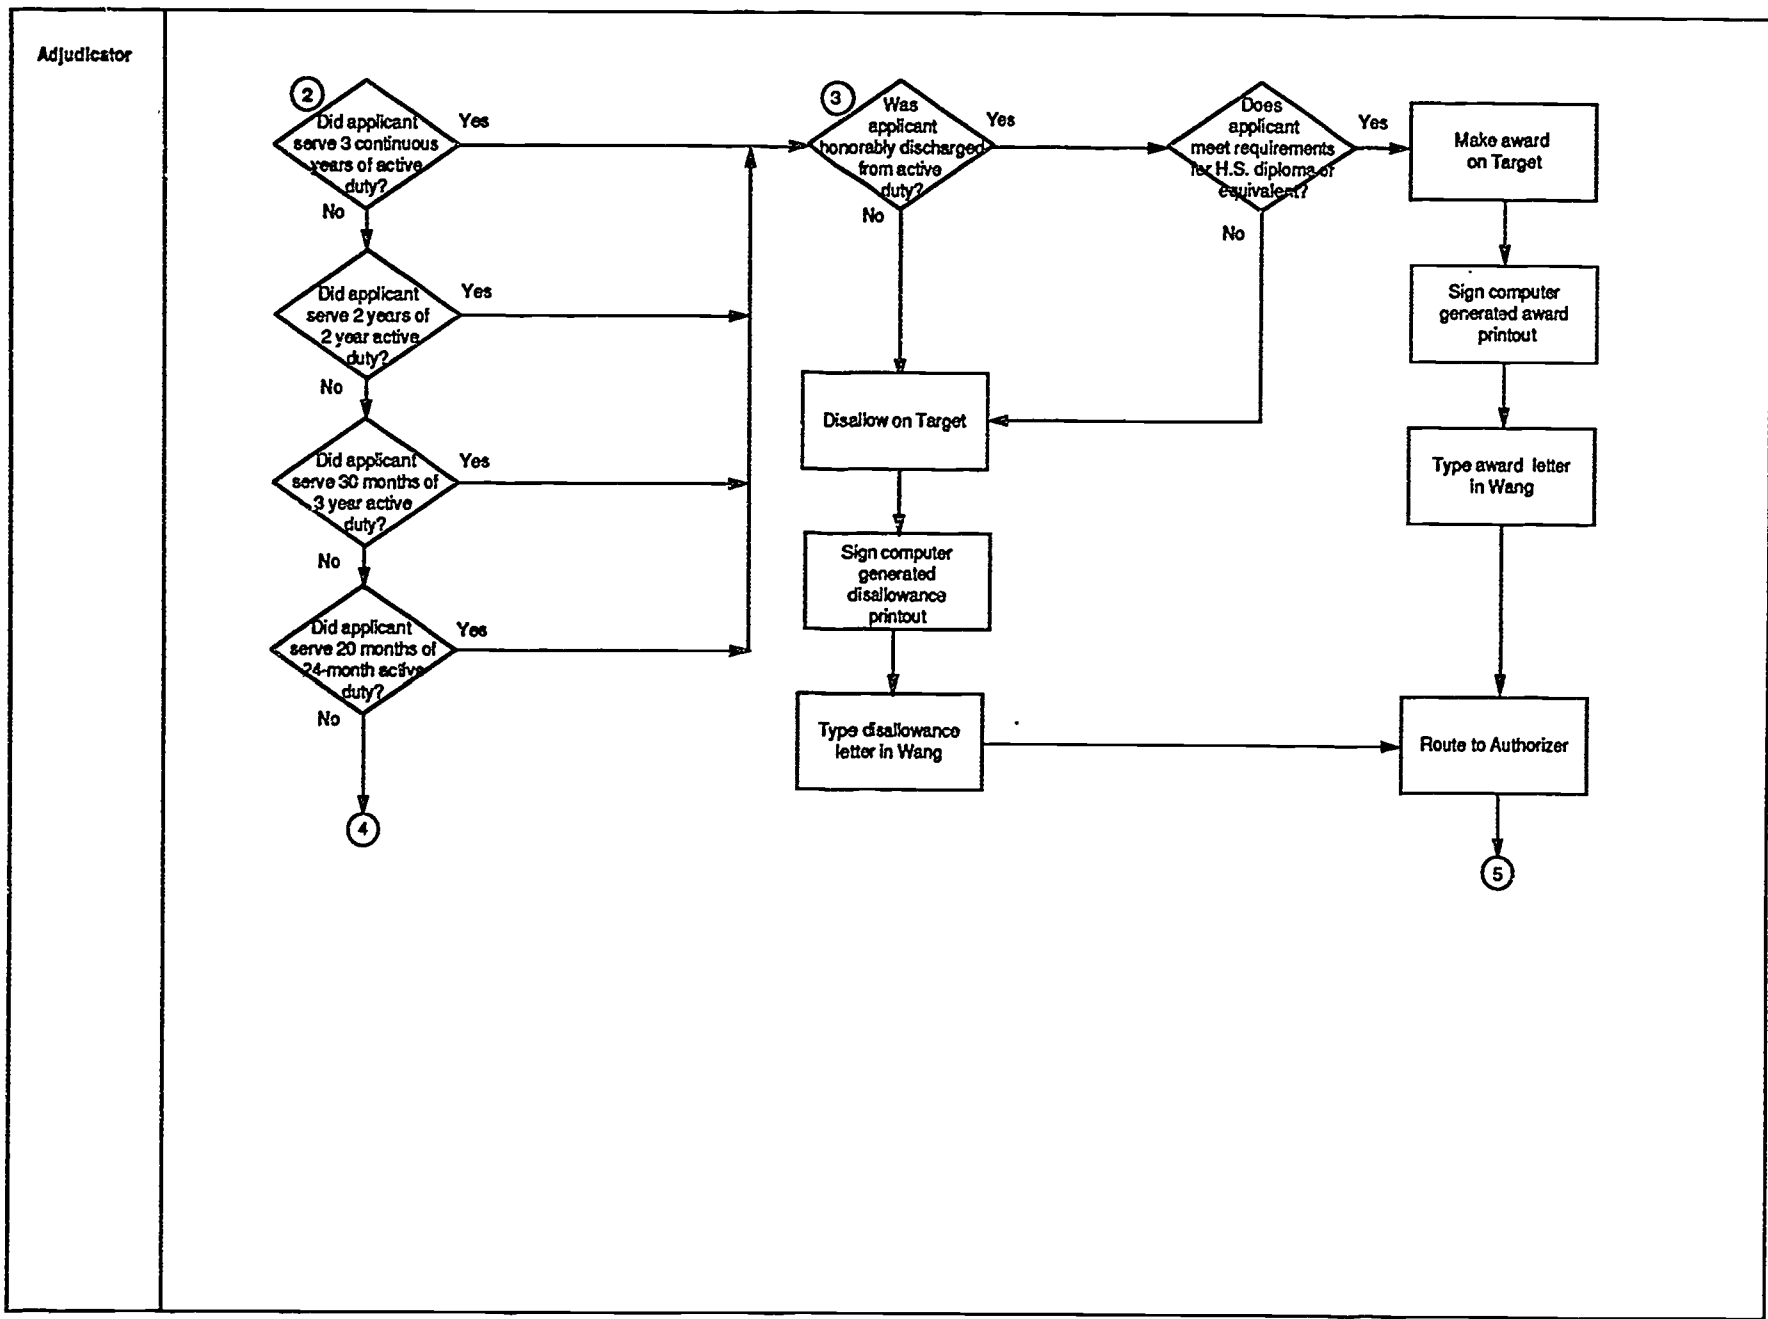 Adjudicator
2
Did applicant
serve 3 continuous
years of active
duty?
Yes
No
Did applicant
serve 2 years of
2 year active
duty?
Yes
No
Did applicant
serve 30 months of
3 year active
duty?
Yes
No
Did applicant
serve 20 months of
24-month active
duty?
Yes
No
4
3
Was
applicant
honorably discharged
from active
duty?
Yes
No
Disallow on Target
Sign computer
generated
disallowance
printout
Type disallowance
letter in Wang
Does
applicant
meet requirements
for H.S. diploma or
equivalent?
Yes
No
Make award
on Target
Sign computer
generated award
printout
Type award letter
in Wang
Route to Authorizer
5